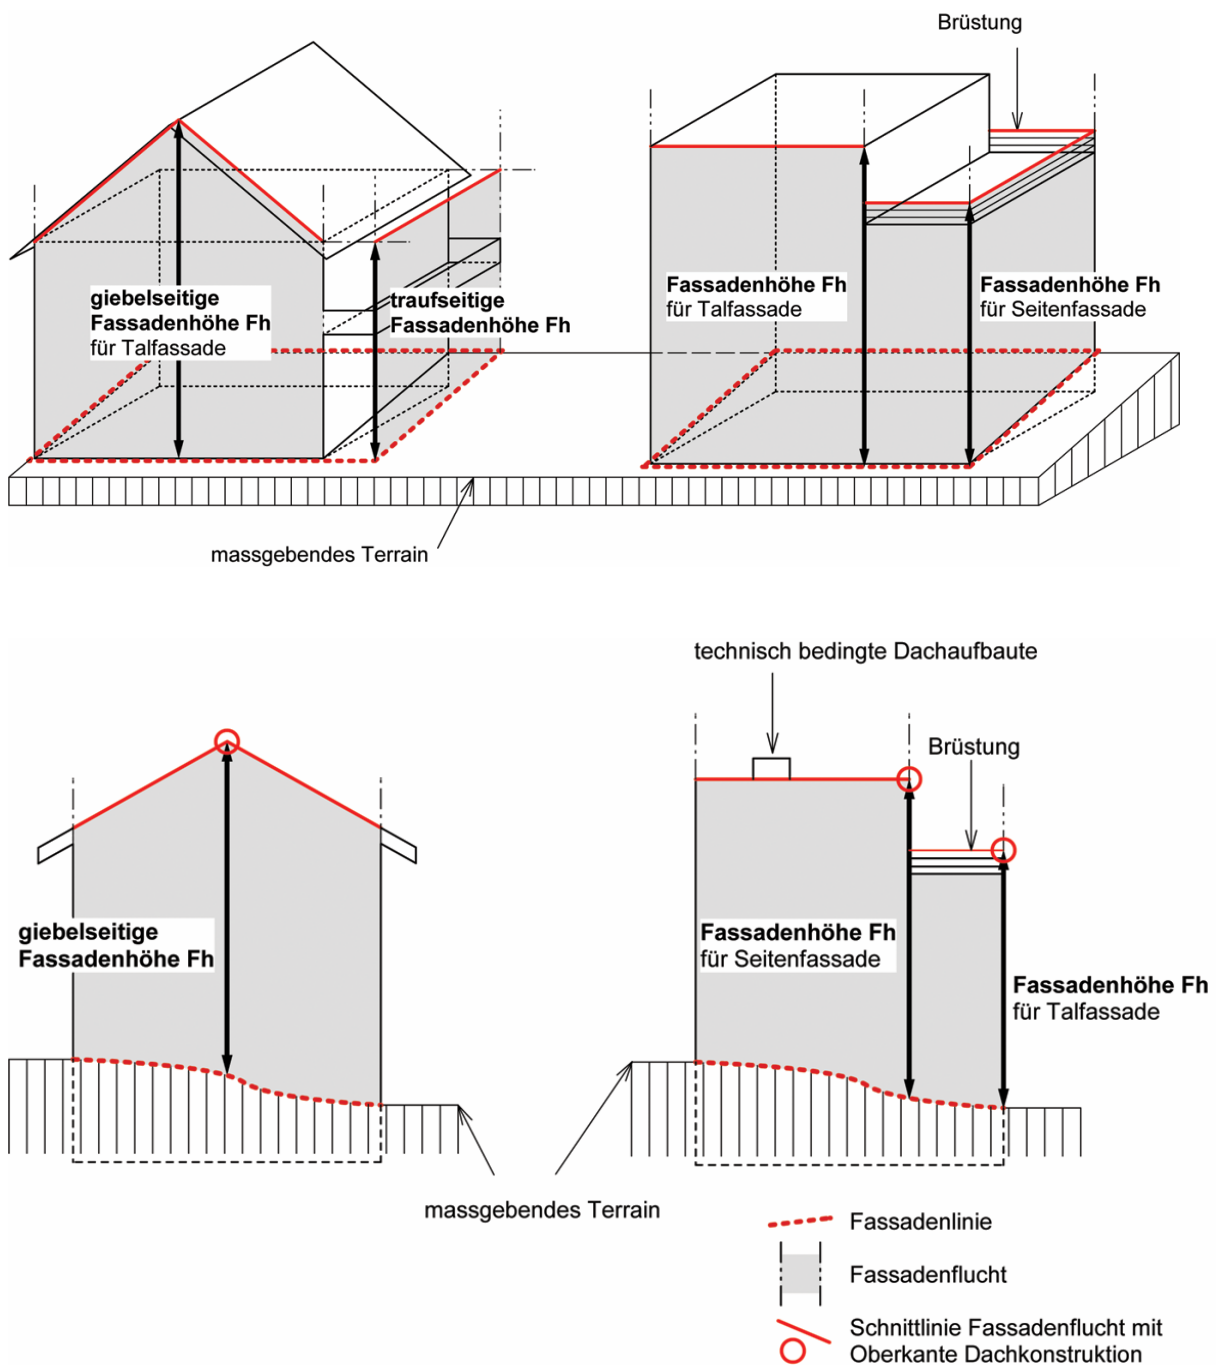 Brüstung
giebelseitige
Fassadenhöhe Fh
für Talfassade
traufseitige
Fassadenhöhe Fh
Fassadenhöhe Fh
für Talfassade
Fassadenhöhe Fh
für Seitenfassade
massgebendes Terrain
technisch bedingte Dachaufbaute
Brüstung
giebelseitige
Fassadenhöhe Fh
Fassadenhöhe Fh
für Seitenfassade
Fassadenhöhe Fh
für Talfassade
massgebendes Terrain
Fassadenlinie
Fassadenflucht
Schnittlinie Fassadenflucht mit
Oberkante Dachkonstruktion